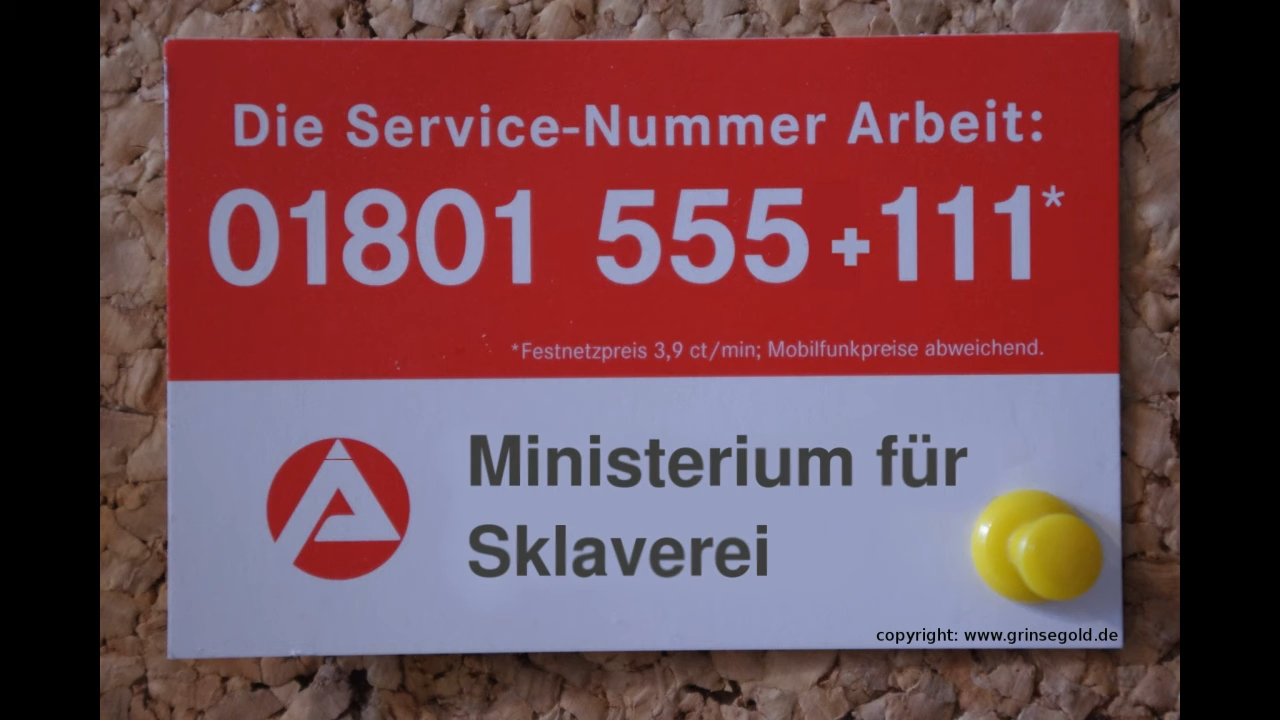 Die Service-Nummer Arbeit:
01801 555+111*
*Festnetzpreis 3,9 ct/min; Mobilfunkpreise abweichend.
Ministerium für
Sklaverei
copyright: www.grinsegold.de